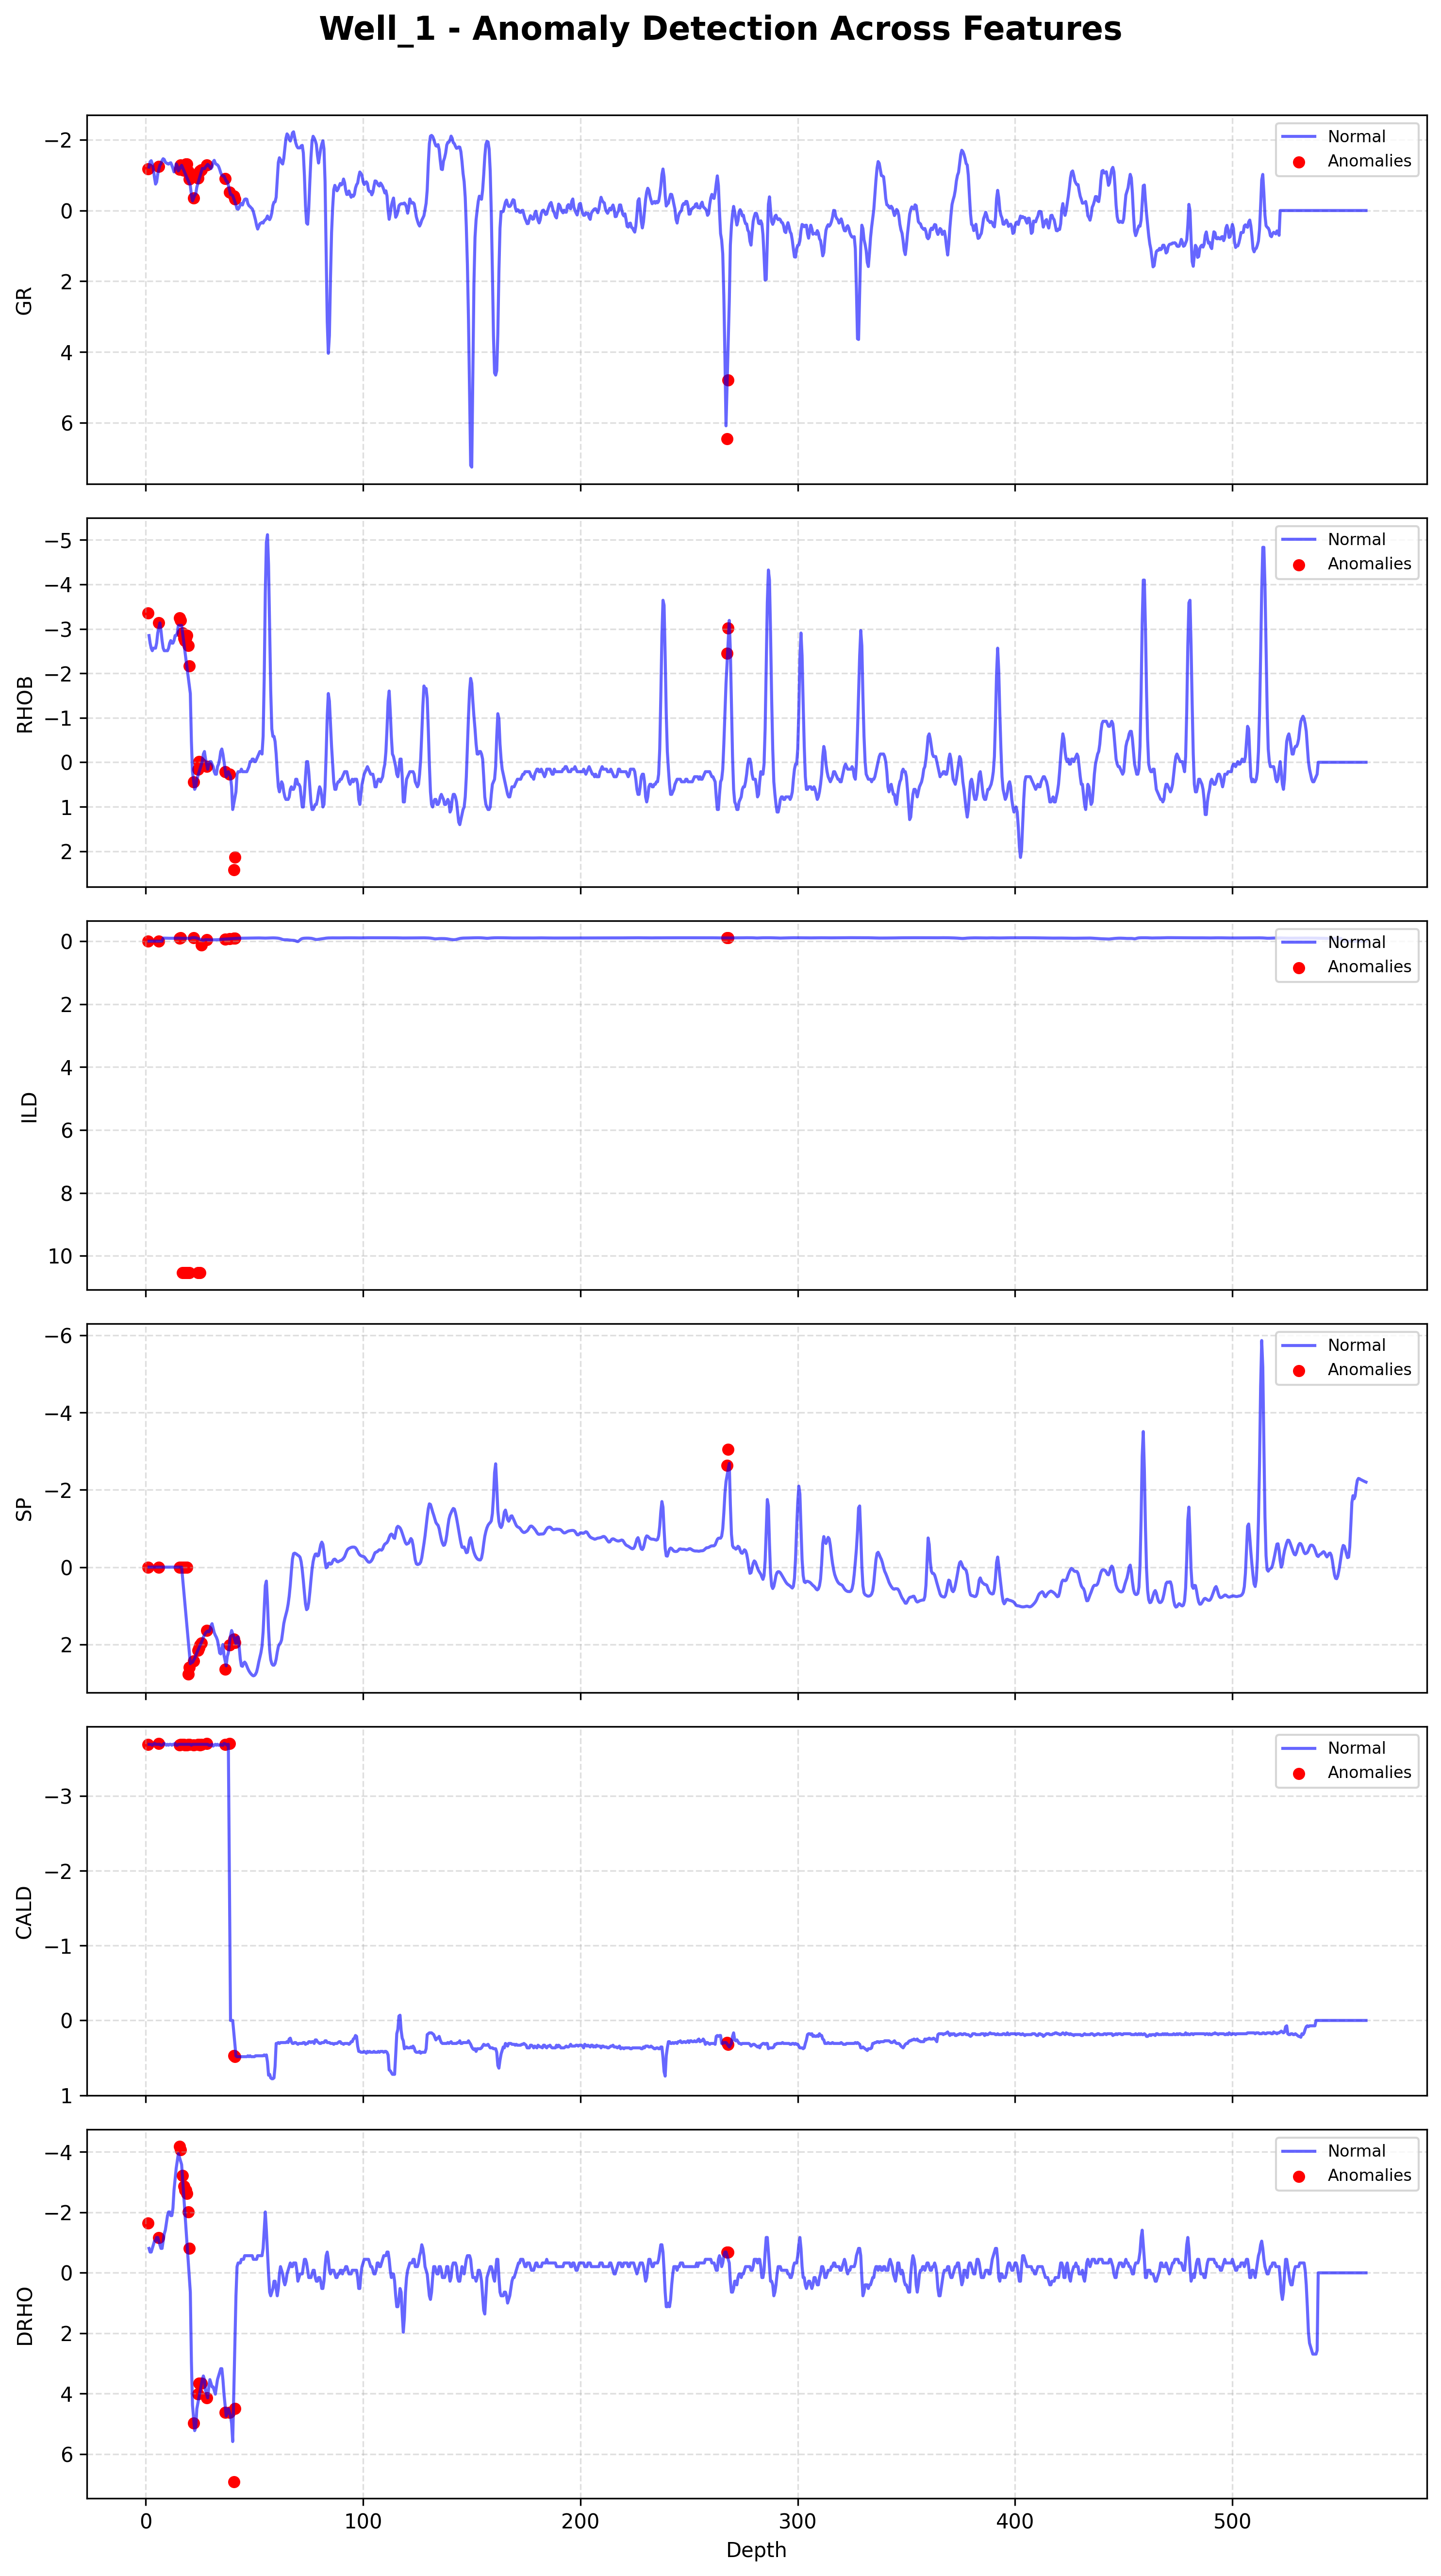 Well_1 - Anomaly Detection Across Features
−2
0
2
4
6
GR
Normal
Anomalies
−5
−4
−3
−2
−1
0
1
2
RHOB
Normal
Anomalies
0
2
4
6
8
10
ILD
Normal
Anomalies
−6
−4
−2
0
2
SP
Normal
Anomalies
−3
−2
−1
0
1
CALD
Normal
Anomalies
−4
−2
0
2
4
6
DRHO
Normal
Anomalies
0 100 200 300 400 500
Depth